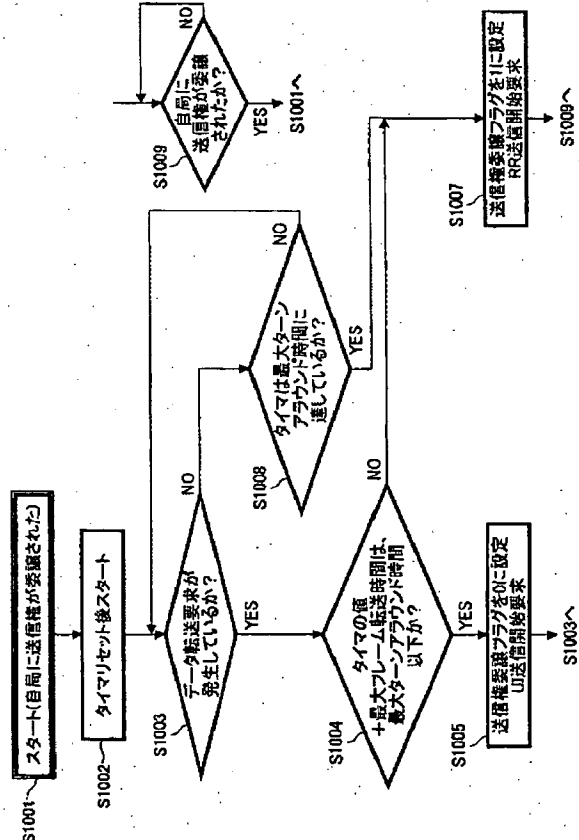 S1001
スタート(自局に送信権が委譲された)
S1002
タイマリセット後スタート
S1003
データ転送要求が
発生しているか?
NO
YES
S1004
タイマの値
+最大フレーム転送時間は、
最大ターンアラウンド時間
以下か?
NO
YES
S1005
送信権委譲フラグを0に設定
UI送信開始要求
S1003へ
S1008
タイマは最大ターン
アラウンド時間に
達しているか?
NO
YES
S1007
送信権委譲フラグを1に設定
RR送信開始要求
S1009へ
S1009
自局に
送信権が委譲
されたか?
NO
YES
S1001へ